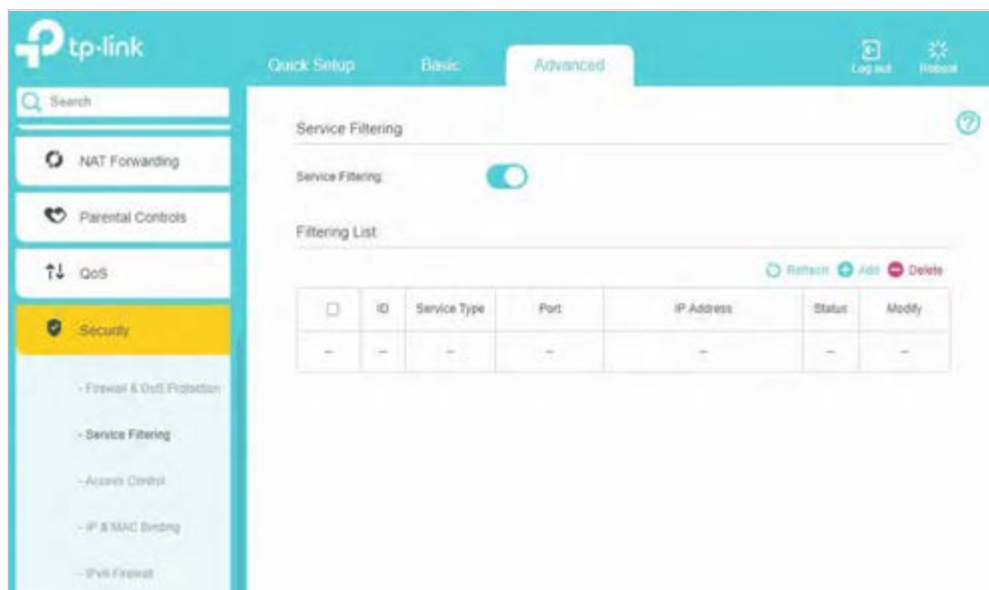 tp-link
Quick Setup Basic Advanced Log out Reboot
Search
NAT Forwarding
Parental Controls
QoS
Security
- Firewall & DoS Protection
- Service Filtering
- Access Control
- IP & MAC Binding
- IPv6 Firewall
Service Filtering
Service Filtering:
Filtering List
Refresh Add Delete
ID Service Type Port IP Address Status Modify
-- -- -- -- -- -- --